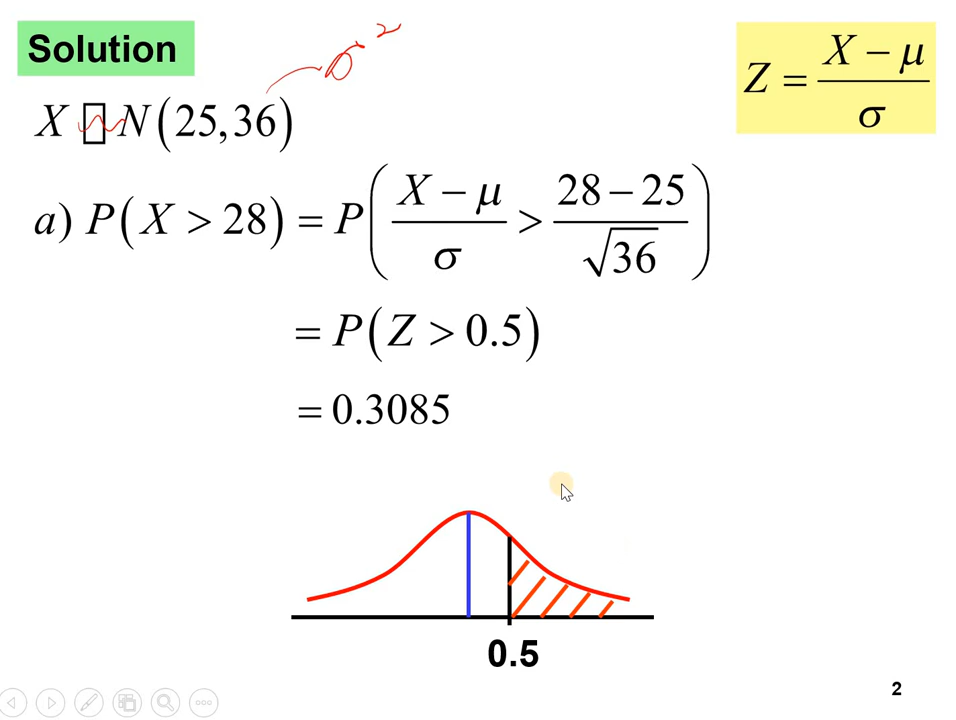 Solution
σ²
Z = (X − μ) / σ
X ~ N(25,36)
a) P(X > 28) = P((X − μ) / σ > (28 − 25) / √36)
= P(Z > 0.5)
= 0.3085
0.5
2